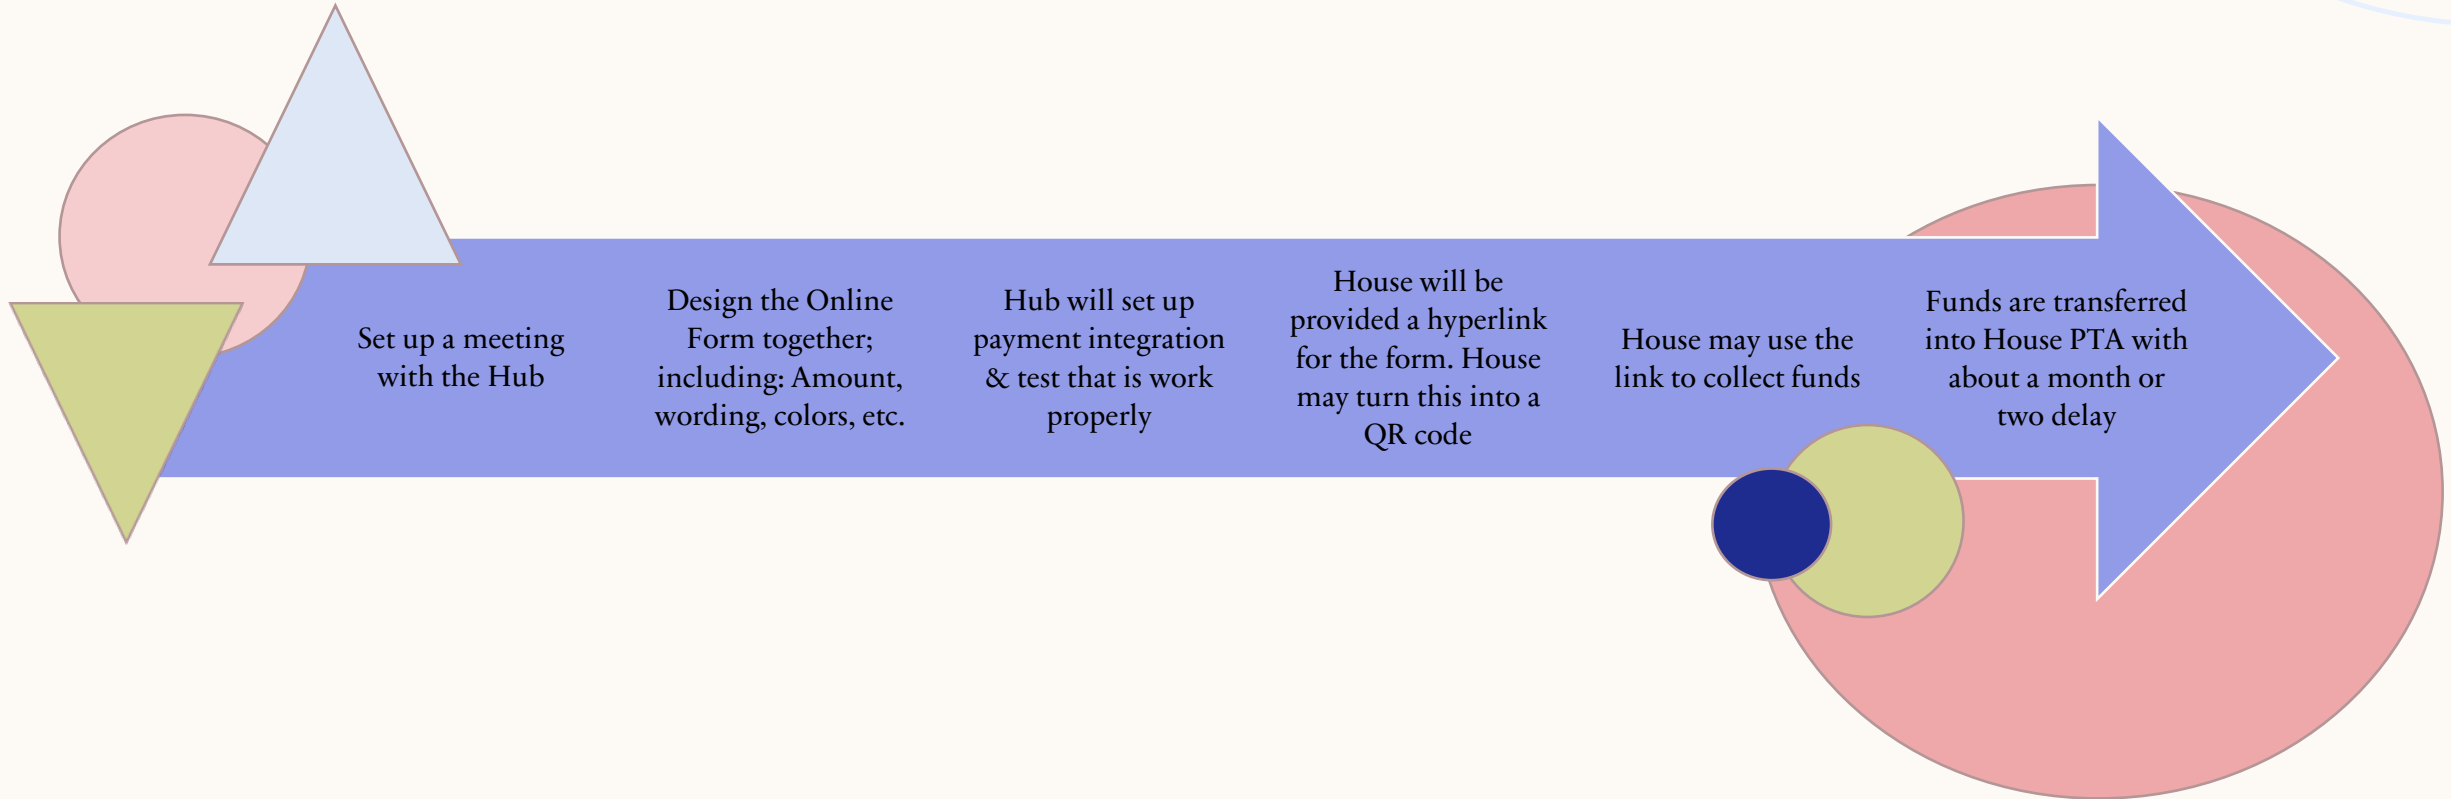 Set up a meeting
with the Hub
Design the Online
Form together;
including: Amount,
wording, colors, etc.
Hub will set up
payment integration
& test that is work
properly
House will be
provided a hyperlink
for the form. House
may turn this into a
QR code
House may use the
link to collect funds
Funds are transferred
into House PTA with
about a month or
two delay